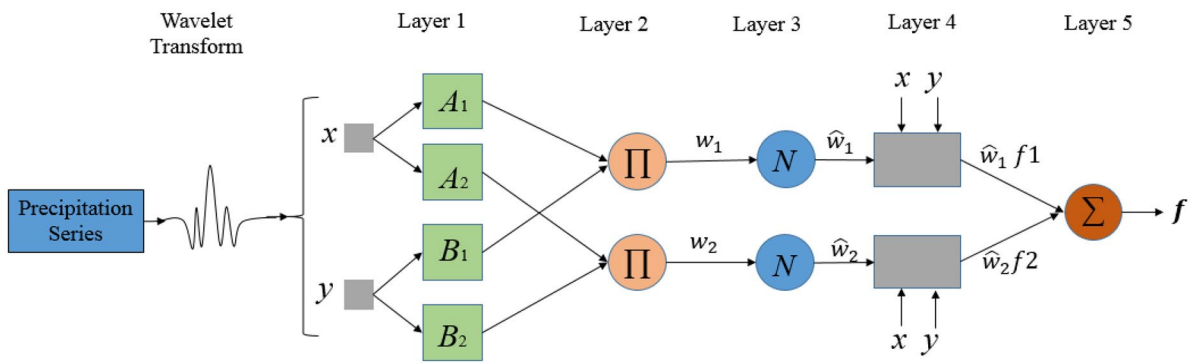 Wavelet
Transform
Layer 1
Layer 2
Layer 3
Layer 4
Layer 5
Precipitation
Series
x
y
A₁
A₂
B₁
B₂
∏
∏
w₁
w₂
N
N
ŵ₁
ŵ₂
x y
x y
ŵ₁ f1
ŵ₂f2
Σ
f